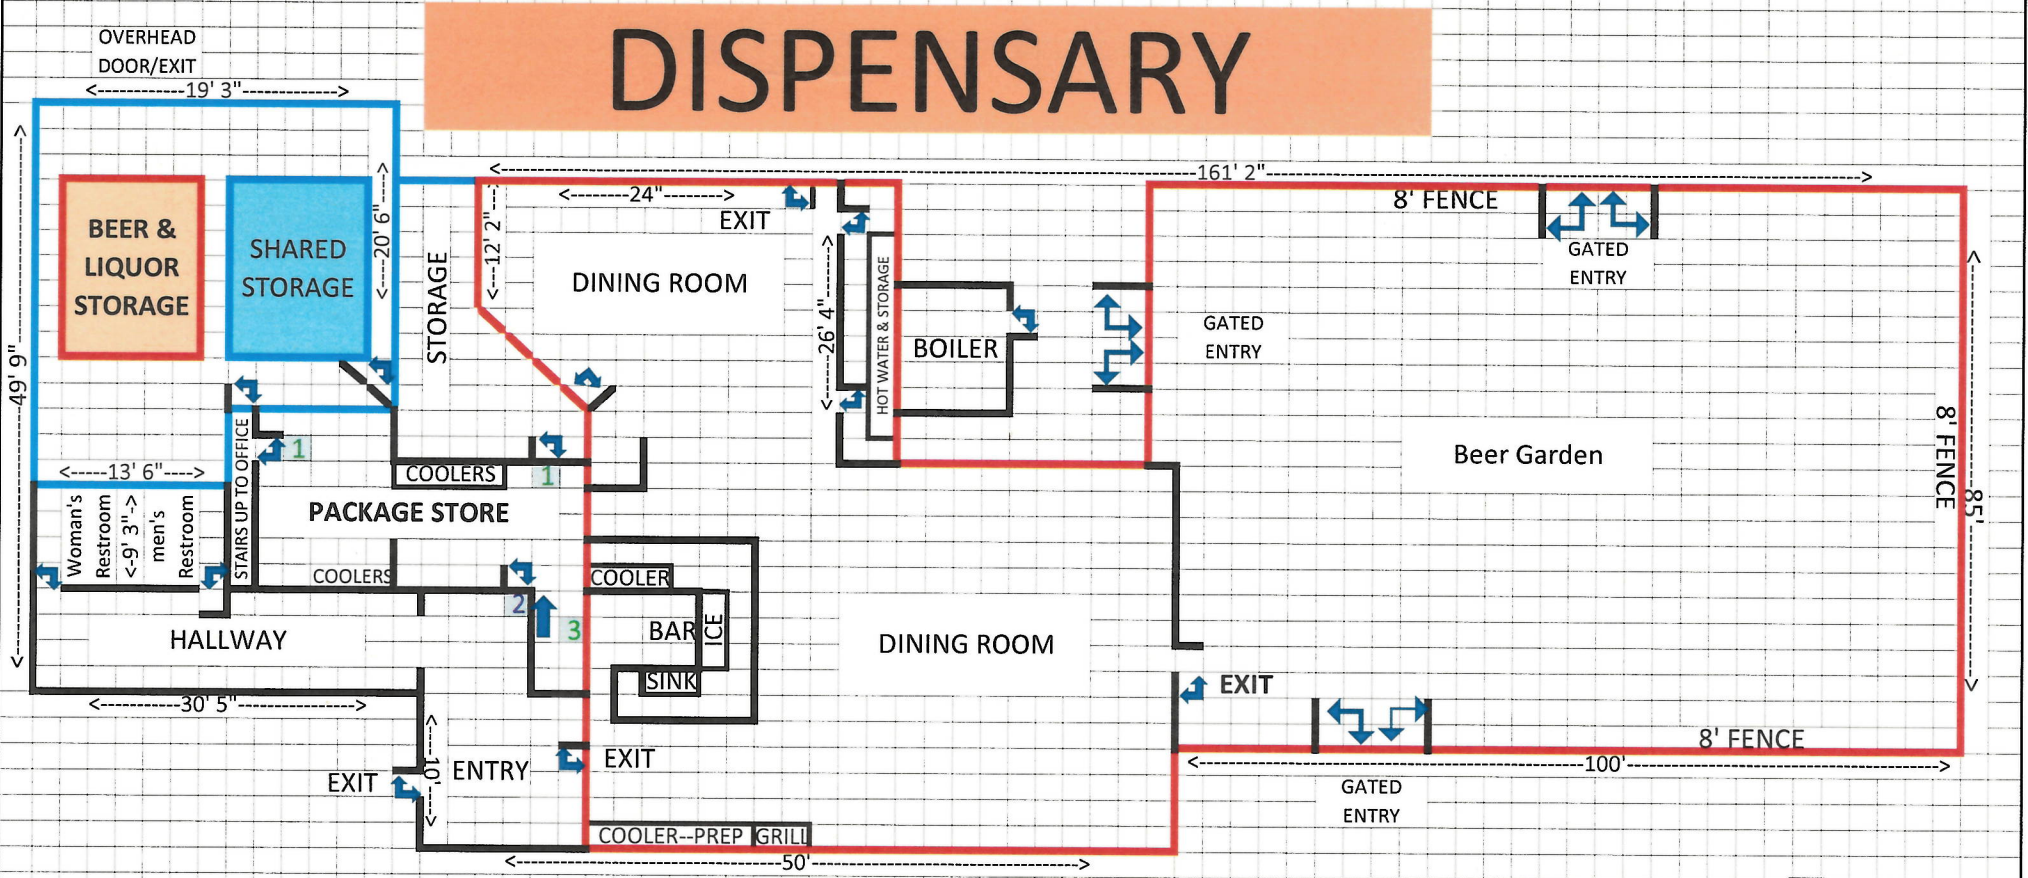 OVERHEAD
DOOR/EXIT
DISPENSARY
<------------19' 3"------------->
<-----161' 2"----->
49' 9"
BEER &
LIQUOR
STORAGE
SHARED
STORAGE
<---20' 6"--->
STORAGE
<---12' 2"---
<-------24"------->
EXIT
DINING ROOM
26' 4"
HOT WATER & STORAGE
BOILER
GATED
ENTRY
8' FENCE
GATED
ENTRY
Beer Garden
8' FENCE
85'
<-----13' 6"---->
STAIRS UP TO OFFICE
1
COOLERS
1
PACKAGE STORE
Woman's
Restroom
<-9' 3"->
men's
Restroom
COOLERS
2
3
COOLER
BAR
ICE
SINK
HALLWAY
DINING ROOM
EXIT
<---------30' 5"------------->
10'
ENTRY
EXIT
EXIT
8' FENCE
100'
GATED
ENTRY
COOLER--PREP
GRILL
50'